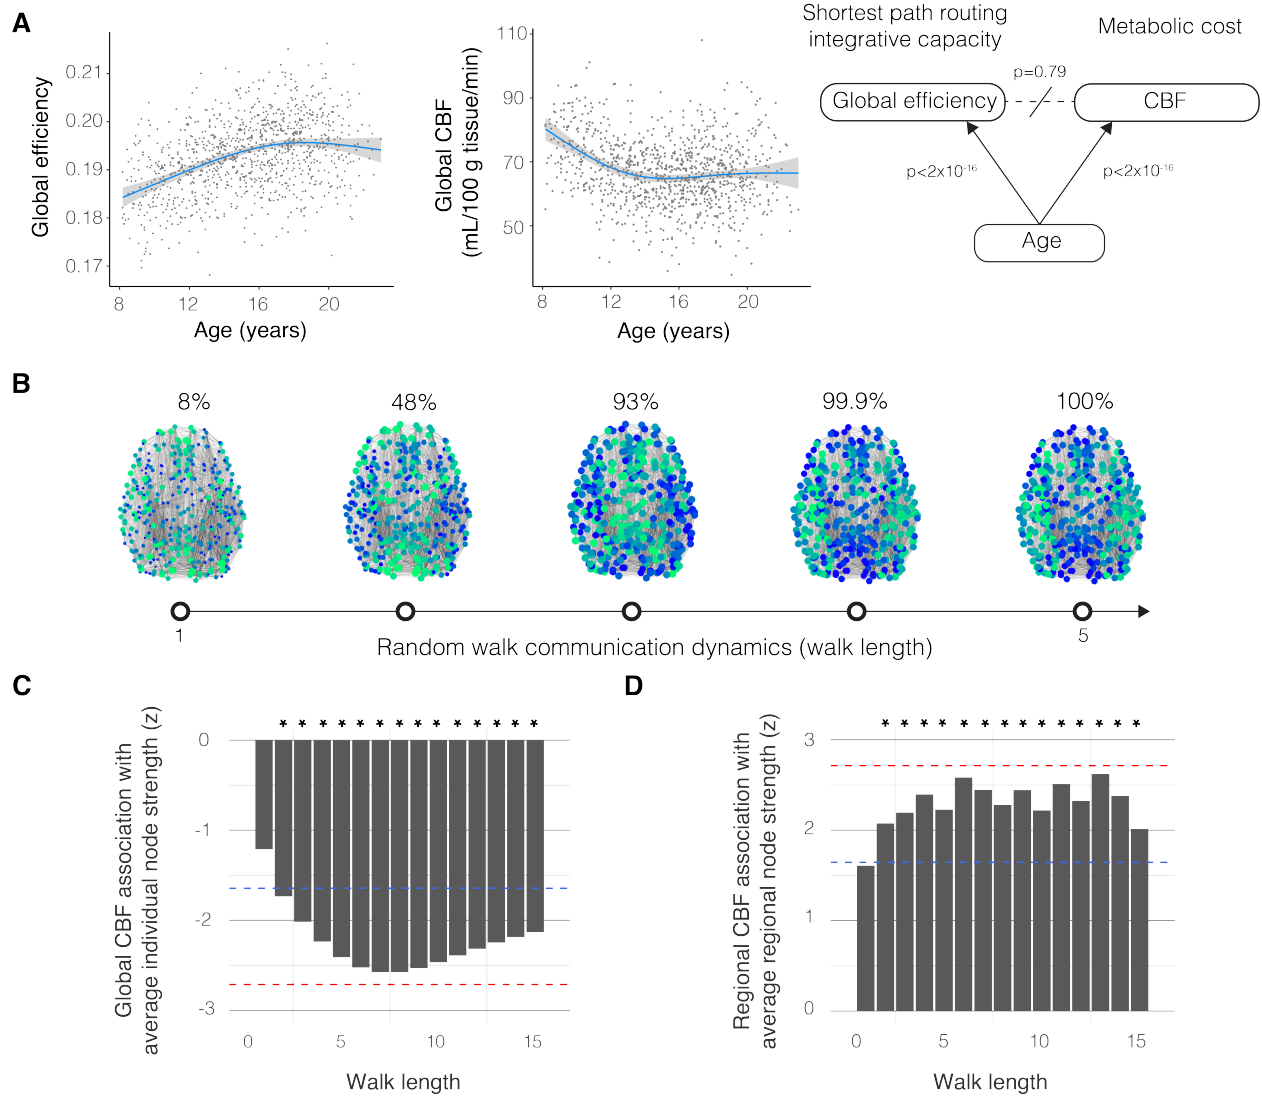 A
Global efficiency
0.21
0.20
0.19
0.18
0.17
8
12
16
20
Age (years)
Global CBF
(mL/100 g tissue/min)
110
90
70
50
8
12
16
20
Age (years)
Shortest path routing
integrative capacity
Metabolic cost
p=0.79
Global efficiency
CBF
p<2x10-16
p<2x10-16
Age
B
8%
48%
93%
99.9%
100%
1
5
Random walk communication dynamics (walk length)
C
Global CBF association with
average individual node strength (z)
* * * * * * * * * * * * * *
0
-1
-2
-3
0
5
10
15
Walk length
D
Regional CBF association with
average regional node strength (z)
* * * * * * * * * * * * * *
3
2
1
0
0
5
10
15
Walk length